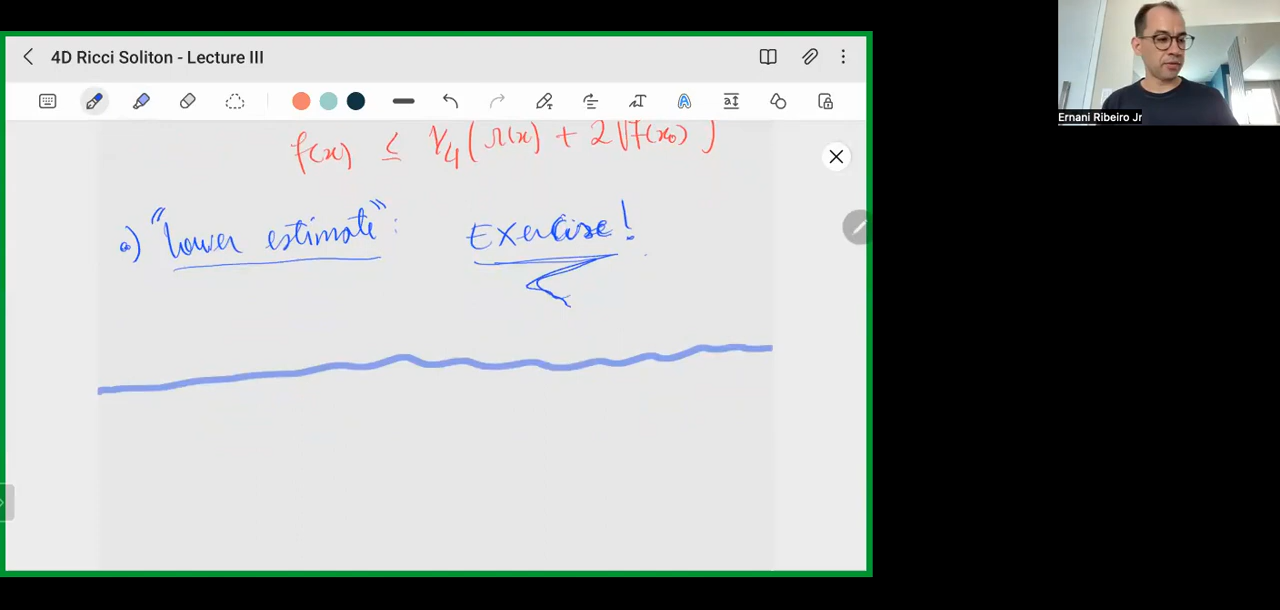 4D Ricci Soliton - Lecture III
Ernani Ribeiro Jr
f(x) ≤ 1/4 ( r(x) + 2 √f(x₀) )
a) "Lower estimate": Exercise!